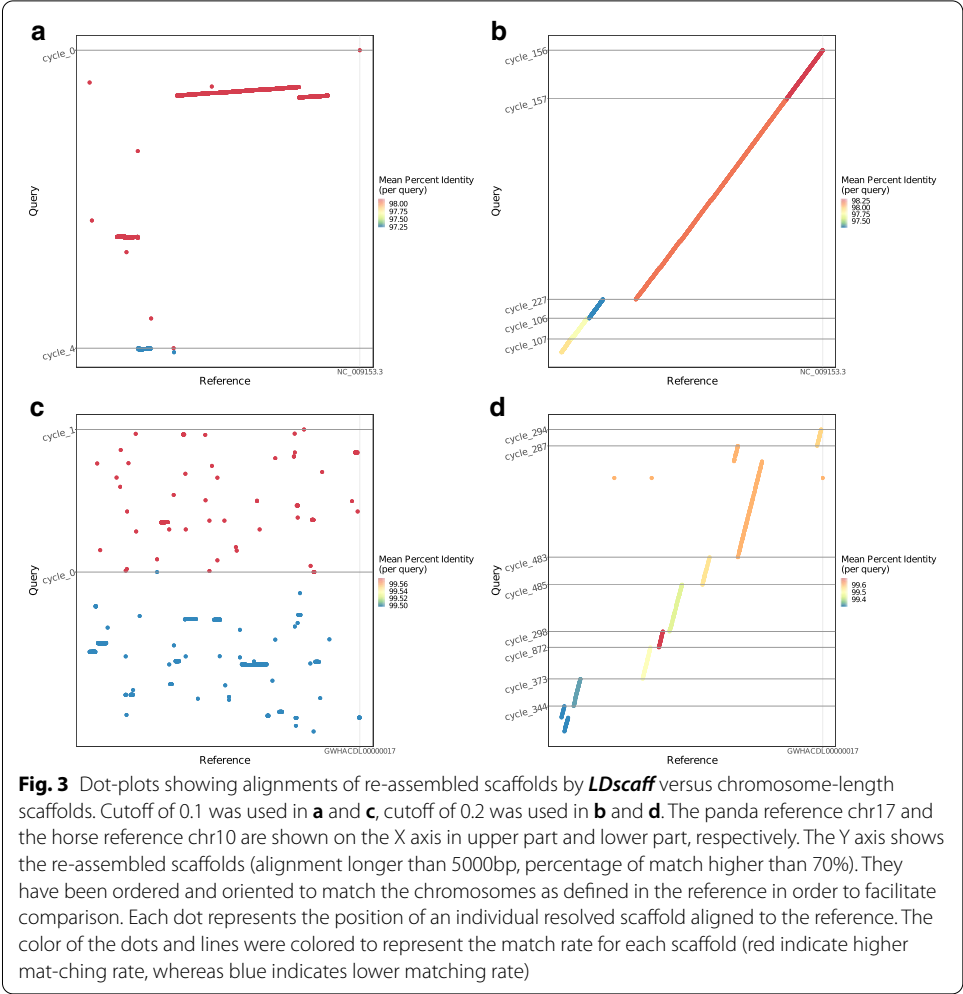 a
cycle_0
Query
cycle_4
NC_009153.3
Reference
Mean Percent Identity
(per query)
98.00
97.75
97.50
97.25
b
cycle_156
cycle_157
Query
cycle_227
cycle_106
cycle_107
NC_009153.3
Reference
Mean Percent Identity
(per query)
98.25
98.00
97.75
97.50
c
cycle_1
Query
cycle_0
GWHACDL00000017
Reference
Mean Percent Identity
(per query)
99.56
99.54
99.52
99.50
d
cycle_294
cycle_287
Query
cycle_483
cycle_485
cycle_298
cycle_872
cycle_373
cycle_344
GWHACDL00000017
Reference
Mean Percent Identity
(per query)
99.6
99.5
99.4
Fig. 3 Dot-plots showing alignments of re-assembled scaffolds by LDscaff versus chromosome-length
scaffolds. Cutoff of 0.1 was used in a and c, cutoff of 0.2 was used in b and d. The panda reference chr17 and
the horse reference chr10 are shown on the X axis in upper part and lower part, respectively. The Y axis shows
the re-assembled scaffolds (alignment longer than 5000bp, percentage of match higher than 70%). They
have been ordered and oriented to match the chromosomes as defined in the reference in order to facilitate
comparison. Each dot represents the position of an individual resolved scaffold aligned to the reference. The
color of the dots and lines were colored to represent the match rate for each scaffold (red indicate higher
mat-ching rate, whereas blue indicates lower matching rate)